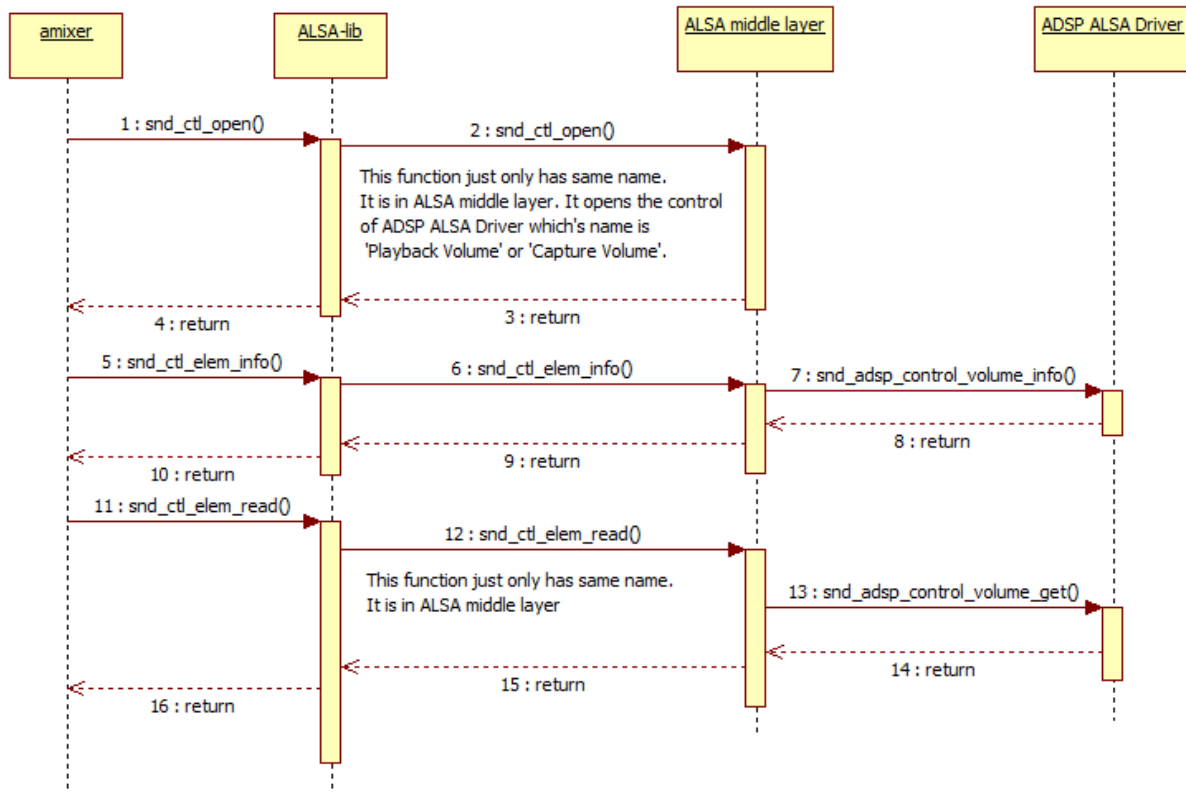 amixer
ALSA-lib
ALSA middle layer
ADSP ALSA Driver
1 : snd_ctl_open()
2 : snd_ctl_open()
This function just only has same name.
It is in ALSA middle layer. It opens the control
of ADSP ALSA Driver which's name is
'Playback Volume' or 'Capture Volume'.
3 : return
4 : return
5 : snd_ctl_elem_info()
6 : snd_ctl_elem_info()
7 : snd_adsp_control_volume_info()
8 : return
9 : return
10 : return
11 : snd_ctl_elem_read()
12 : snd_ctl_elem_read()
This function just only has same name.
It is in ALSA middle layer
13 : snd_adsp_control_volume_get()
14 : return
15 : return
16 : return